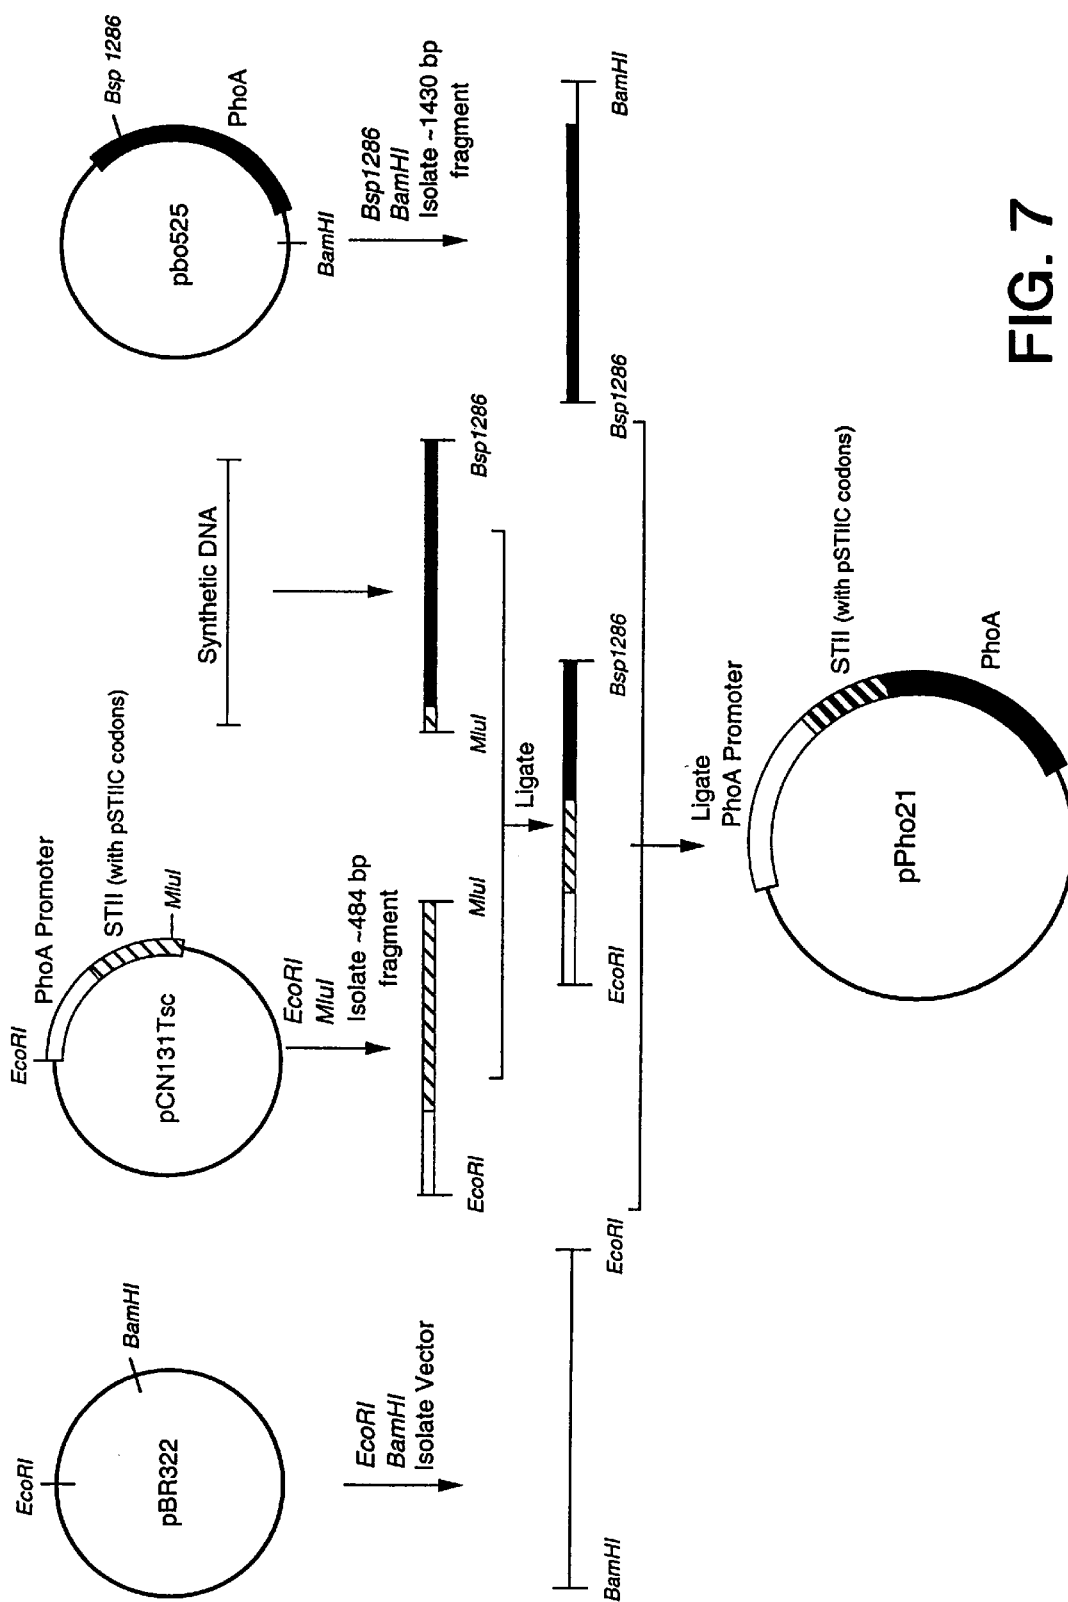 EcoRI
BamHI
pBR322
EcoRI
BamHI
Isolate Vector
BamHI
EcoRI
EcoRI
PhoA Promoter
STII (with pSTIIC codons)
MluI
pCN131Tsc
EcoRI
MluI
Isolate ~484 bp
fragment
EcoRI
MluI
Synthetic DNA
MluI
Bsp1286
Ligate
EcoRI
Bsp1286
Bsp 1286
PhoA
pbo525
BamHI
Bsp1286
BamHI
Isolate ~1430 bp
fragment
Bsp1286
BamHI
Ligate
PhoA Promoter
STII (with pSTIIC codons)
PhoA
pPho21
FIG. 7